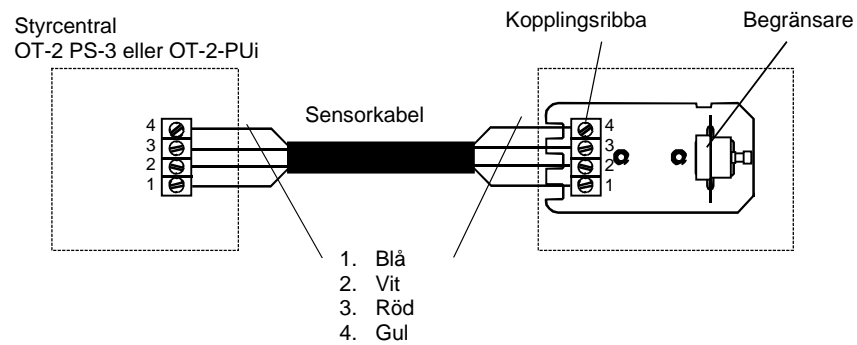 Styrcentral
OT-2 PS-3 eller OT-2-PUi
Kopplingsribba
Begränsare
Sensorkabel
4
3
2
1
4
3
2
1
1. Blå
2. Vit
3. Röd
4. Gul